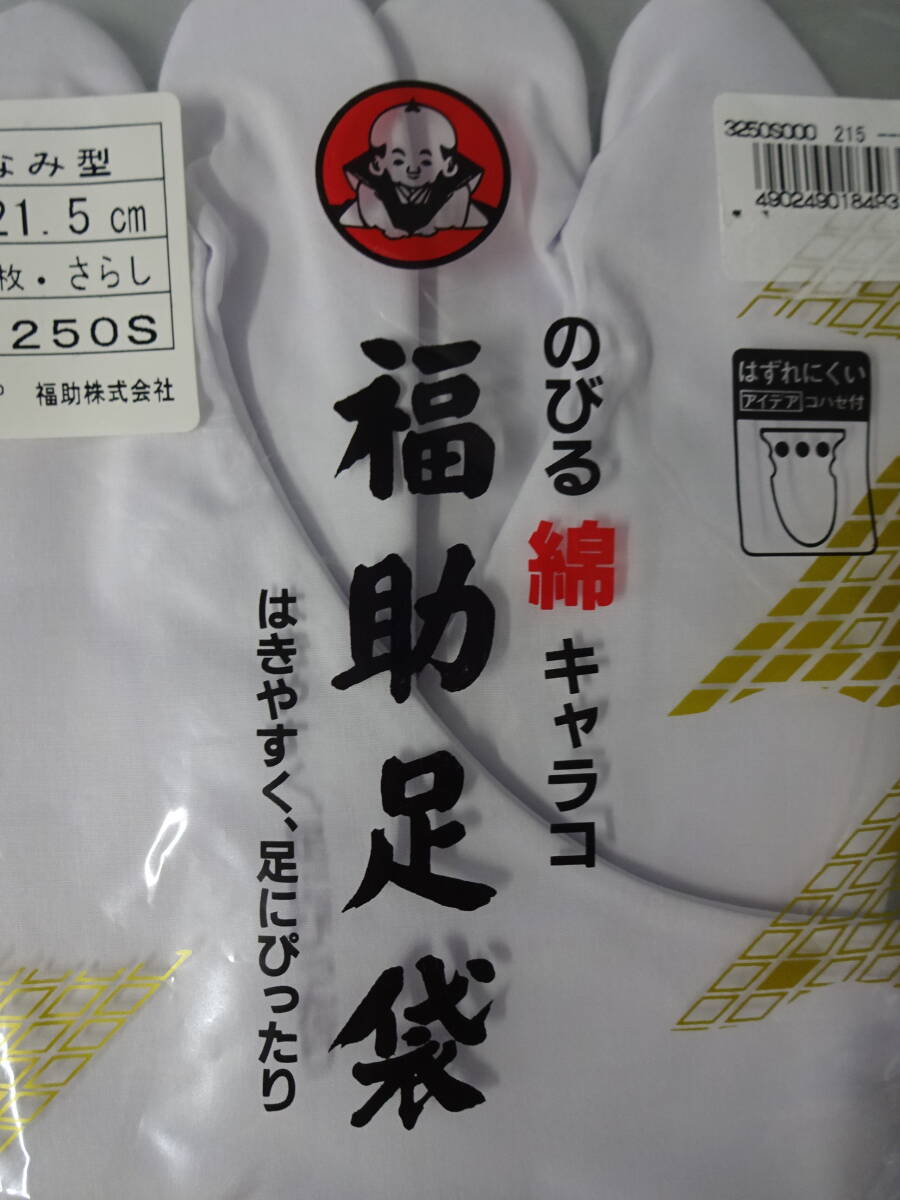 なみ型
21.5cm
枚・さらし
250S
福助株式会社
3250S000 215
490249018493
はずれにくい
アイデア コハゼ付
のびる綿キャラコ
福助足袋
はきやすく、足にぴったり